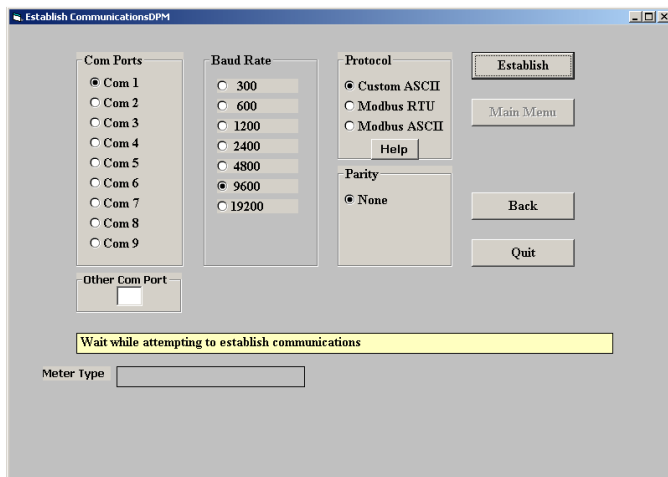 Establish CommunicationsDPM
Com Ports
Com 1
Com 2
Com 3
Com 4
Com 5
Com 6
Com 7
Com 8
Com 9
Other Com Port
Baud Rate
300
600
1200
2400
4800
9600
19200
Protocol
Custom ASCII
Modbus RTU
Modbus ASCII
Help
Parity
None
Establish
Main Menu
Back
Quit
Wait while attempting to establish communications
Meter Type